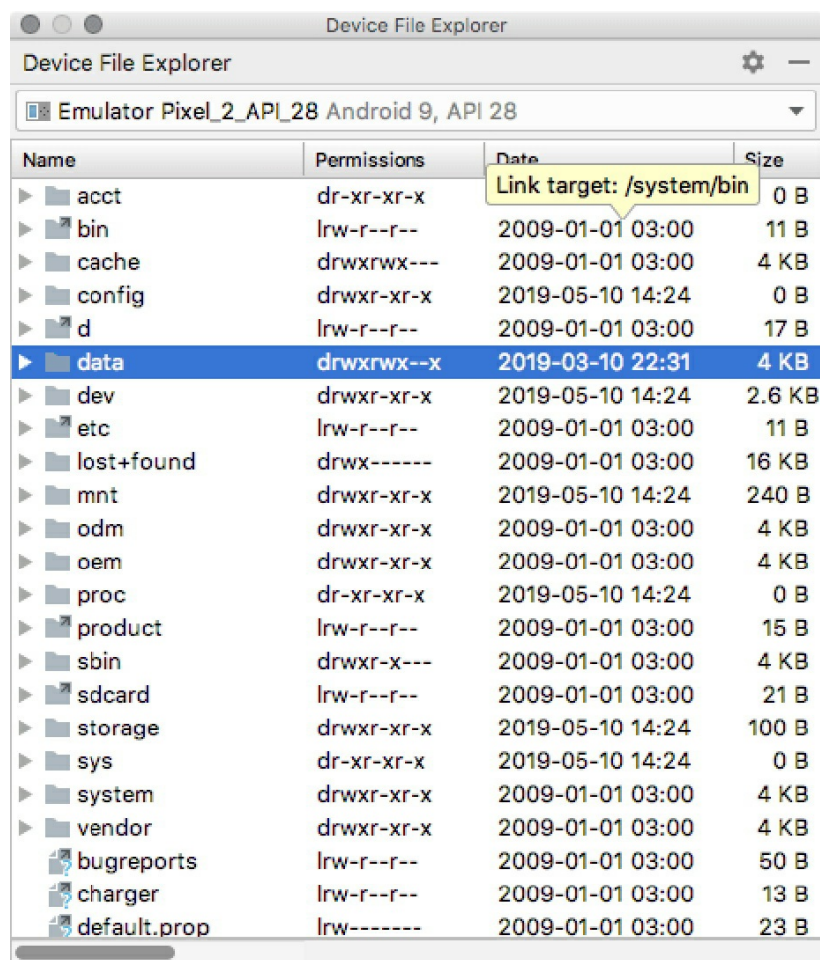 Device File Explorer
Device File Explorer
Emulator Pixel_2_API_28 Android 9, API 28
Name Permissions Date Size
Link target: /system/bin
acct dr-xr-xr-x 0 B
bin lrw-r--r-- 2009-01-01 03:00 11 B
cache drwxrwx--- 2009-01-01 03:00 4 KB
config drwxr-xr-x 2019-05-10 14:24 0 B
d lrw-r--r-- 2009-01-01 03:00 17 B
data drwxrwx--x 2019-03-10 22:31 4 KB
dev drwxr-xr-x 2019-05-10 14:24 2.6 KB
etc lrw-r--r-- 2009-01-01 03:00 11 B
lost+found drwx------ 2009-01-01 03:00 16 KB
mnt drwxr-xr-x 2019-05-10 14:24 240 B
odm drwxr-xr-x 2009-01-01 03:00 4 KB
oem drwxr-xr-x 2009-01-01 03:00 4 KB
proc dr-xr-xr-x 2019-05-10 14:24 0 B
product lrw-r--r-- 2009-01-01 03:00 15 B
sbin drwxr-x--- 2009-01-01 03:00 4 KB
sdcard lrw-r--r-- 2009-01-01 03:00 21 B
storage drwxr-xr-x 2019-05-10 14:24 100 B
sys dr-xr-xr-x 2019-05-10 14:24 0 B
system drwxr-xr-x 2009-01-01 03:00 4 KB
vendor drwxr-xr-x 2009-01-01 03:00 4 KB
bugreports lrw-r--r-- 2009-01-01 03:00 50 B
charger lrw-r--r-- 2009-01-01 03:00 13 B
default.prop lrw------- 2009-01-01 03:00 23 B